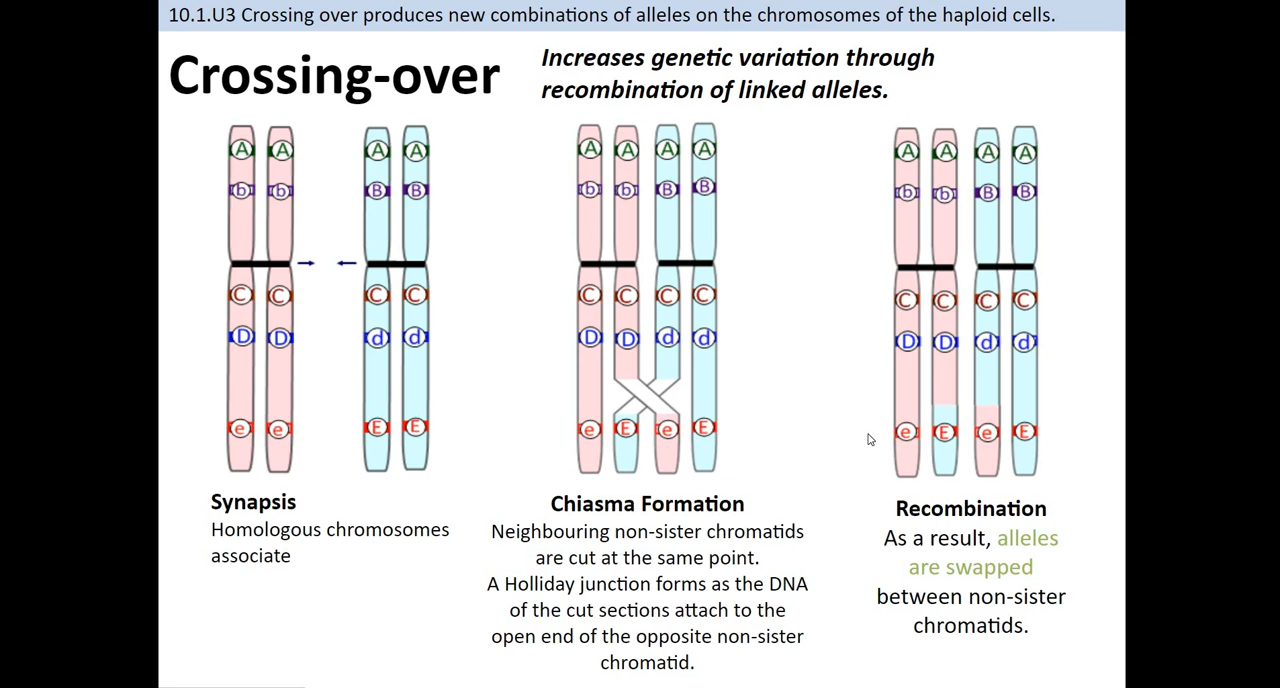 10.1.U3 Crossing over produces new combinations of alleles on the chromosomes of the haploid cells.
Crossing-over
Increases genetic variation through
recombination of linked alleles.
A A A A A A A A A A A A
b b B B b b B B b b B B
C C C C C C C C C C C C
D D d d D D d d D D d d
e e E E e E e E e E e E
Synapsis
Homologous chromosomes
associate
Chiasma Formation
Neighbouring non-sister chromatids
are cut at the same point.
A Holliday junction forms as the DNA
of the cut sections attach to the
open end of the opposite non-sister
chromatid.
Recombination
As a result, alleles
are swapped
between non-sister
chromatids.